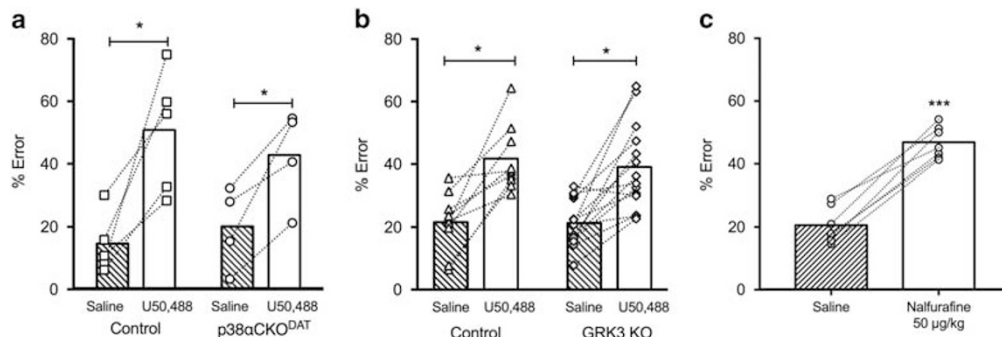 a
b
c
*
*
*
*
***
80
60
40
20
0
% Error
Saline
U50,488
Saline
U50,488
Control
p38αCKOᴰᴬᵀ
80
60
40
20
0
% Error
Saline
U50,488
Saline
U50,488
Control
GRK3 KO
80
60
40
20
0
% Error
Saline
Nalfurafine
50 µg/kg